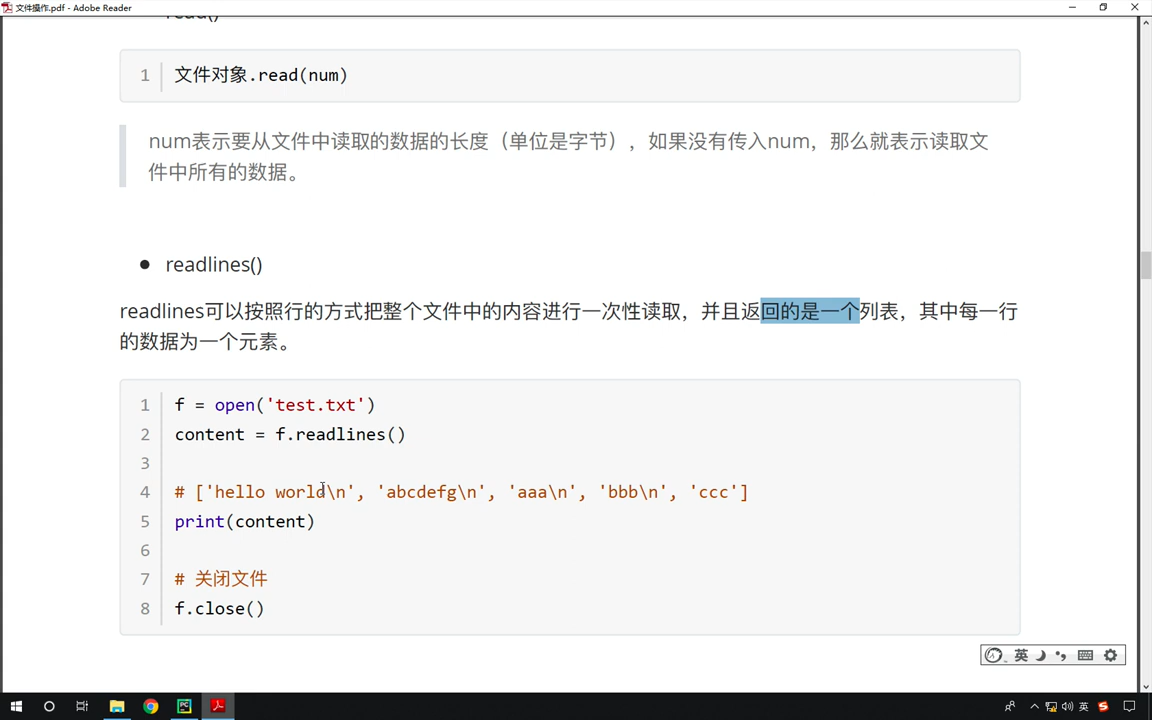 文件操作.pdf - Adobe Reader
read()
1 文件对象.read(num)
num表示要从文件中读取的数据的长度（单位是字节），如果没有传入num，那么就表示读取文
件中所有的数据。
readlines()
readlines可以按照行的方式把整个文件中的内容进行一次性读取，并且返回的是一个列表，其中每一行
的数据为一个元素。
1 f = open('test.txt')
2 content = f.readlines()
3
4 # ['hello world\n', 'abcdefg\n', 'aaa\n', 'bbb\n', 'ccc']
5 print(content)
6
7 # 关闭文件
8 f.close()
英
英